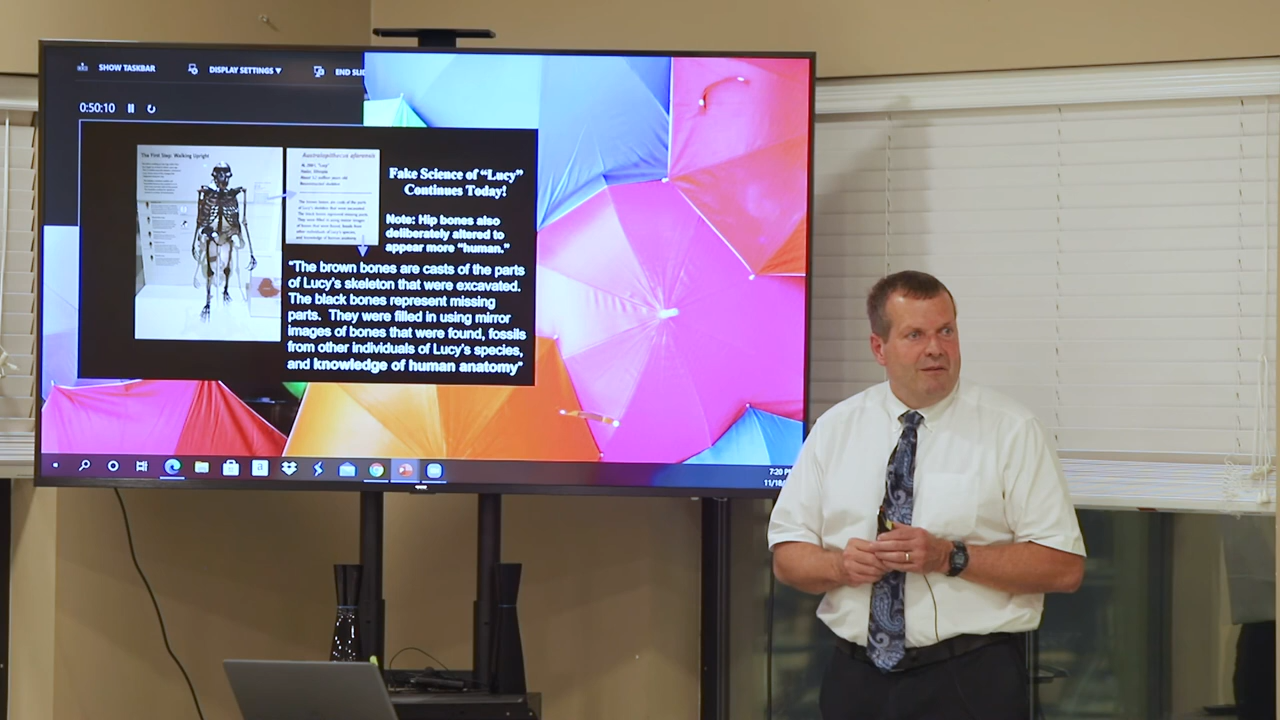 SHOW TASKBAR
DISPLAY SETTINGS ▼
END SLI
0:50:10
The First Step: Walking Upright
Australopithecus afarensis
Fake Science of “Lucy”
Continues Today!
Note: Hip bones also
deliberately altered to
appear more “human.”
“The brown bones are casts of the parts
of Lucy’s skeleton that were excavated.
The black bones represent missing
parts. They were filled in using mirror
images of bones that were found, fossils
from other individuals of Lucy’s species,
and knowledge of human anatomy”
a
7:20 P
11/18/